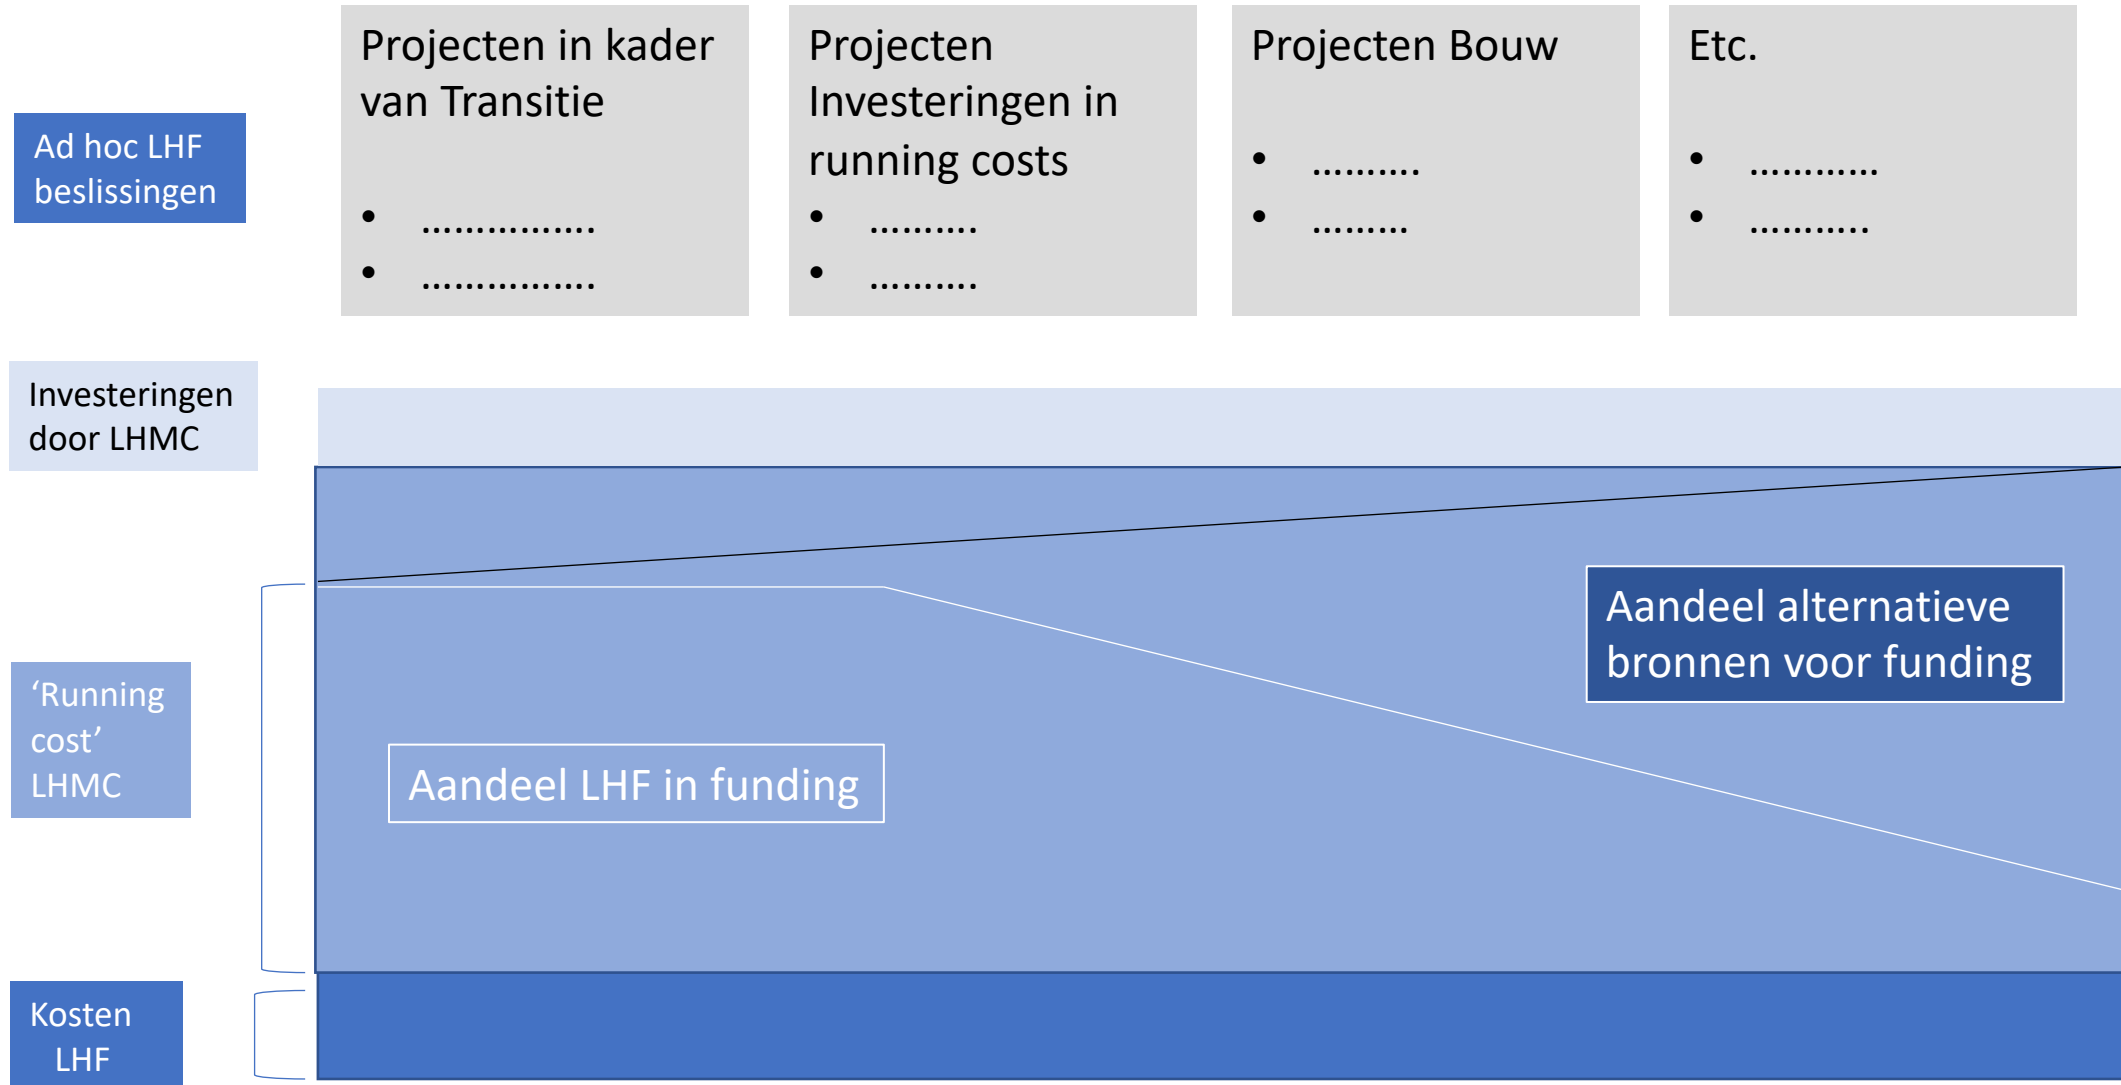 Projecten in kader
van Transitie
• …………….
• …………….
Projecten
Investeringen in
running costs
• ……….
• ……….
Projecten Bouw
• ……….
• ………
Etc.
• …………
• ………..
Ad hoc LHF
beslissingen
Investeringen
door LHMC
Aandeel alternatieve
bronnen voor funding
‘Running
cost’
LHMC
Aandeel LHF in funding
Kosten
LHF